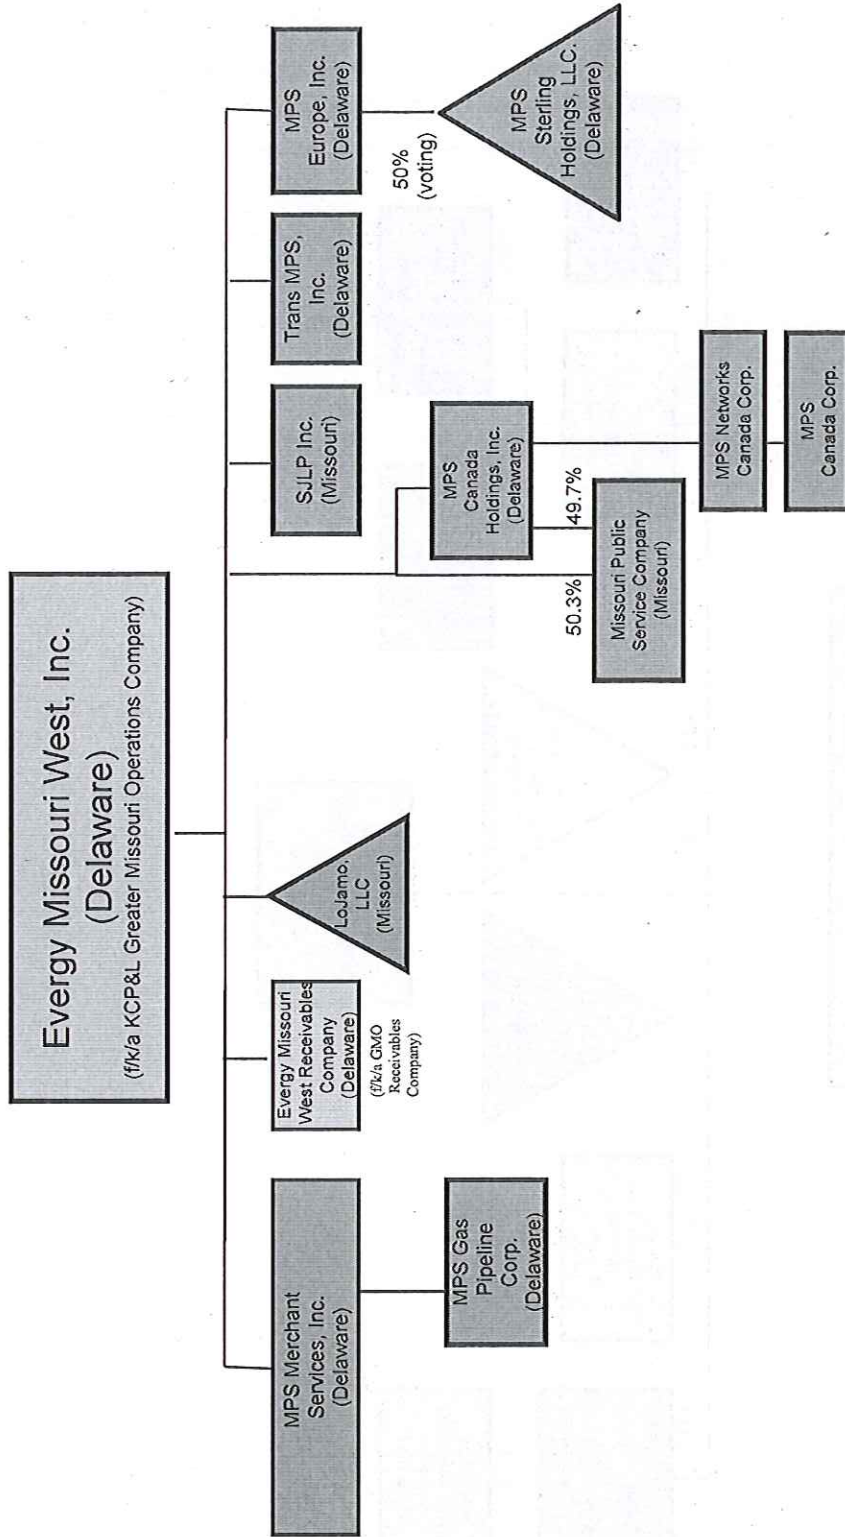 Evergy Missouri West, Inc.
(Delaware)
(f/k/a KCP&L Greater Missouri Operations Company)
MPS Merchant
Services, Inc.
(Delaware)
MPS Gas
Pipeline
Corp.
(Delaware)
Evergy Missouri
West Receivables
Company
(Delaware)
(f/k/a GMO
Receivables
Company)
LoJamo,
LLC
(Missouri)
SJLP Inc.
(Missouri)
Trans MPS,
Inc.
(Delaware)
MPS
Europe, Inc.
(Delaware)
50%
(voting)
MPS
Sterling
Holdings, LLC.
(Delaware)
MPS
Canada
Holdings, Inc.
(Delaware)
50.3%
49.7%
Missouri Public
Service Company
(Missouri)
MPS Networks
Canada Corp.
MPS
Canada Corp.